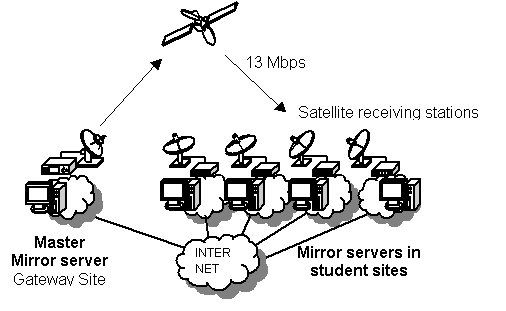 13 Mbps
Satellite receiving stations
Master
Mirror server
Gateway Site
INTER
NET
Mirror servers in
student sites